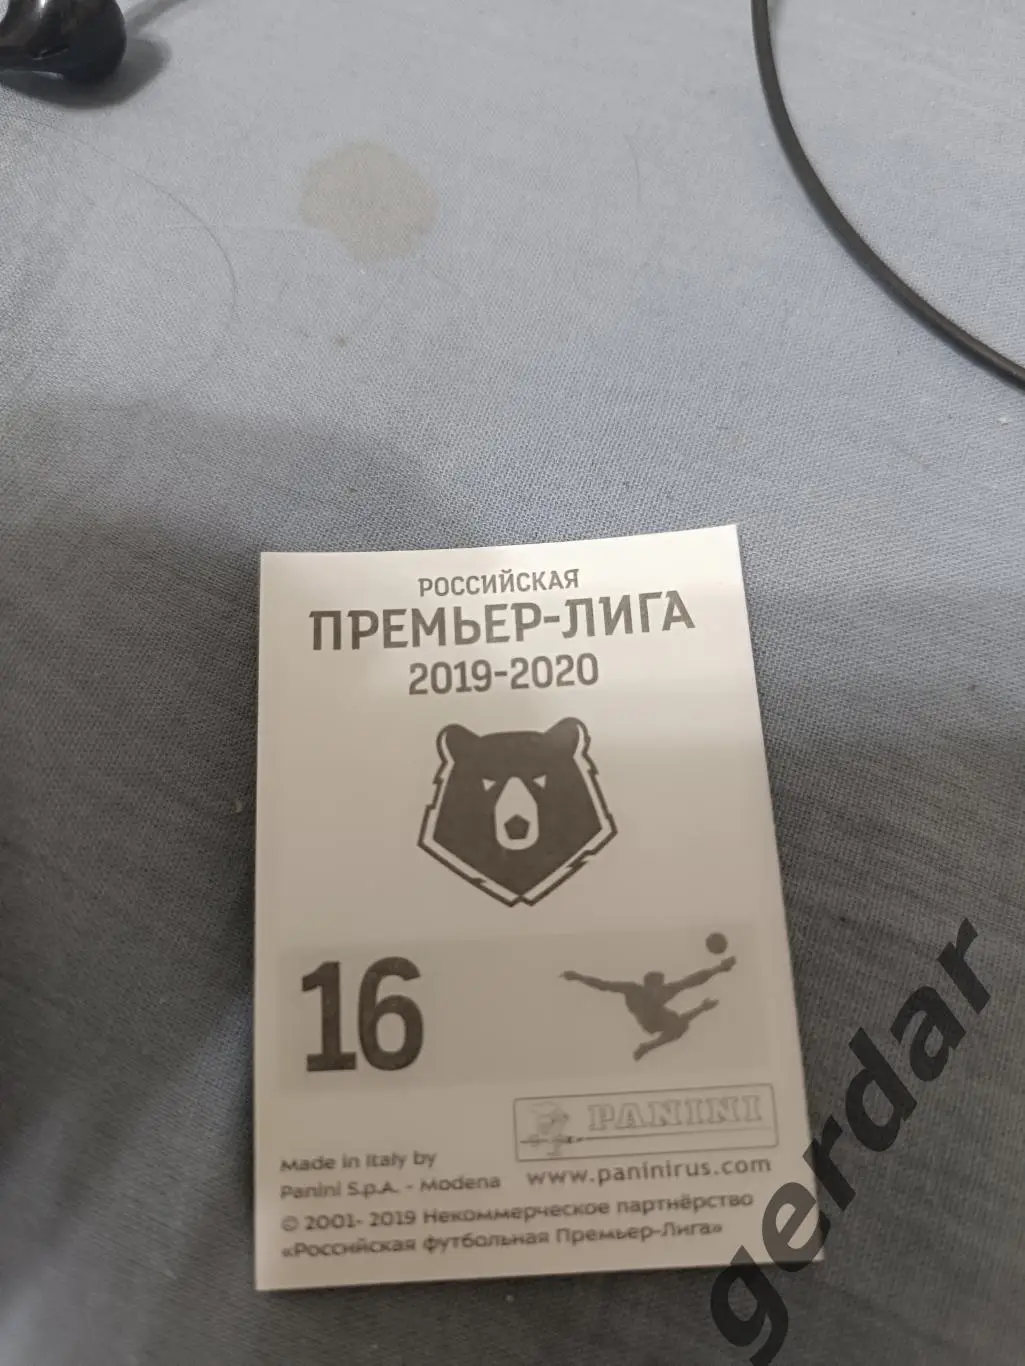 РОССИЙСКАЯ
ПРЕМЬЕР-ЛИГА
2019-2020
16
PANINI
Made in Italy by
Panini S.p.A. - Modena
www.paninirus.com
© 2001- 2019 Некоммерческое партнёрство
«Российская футбольная Премьер-Лига»
gerdar